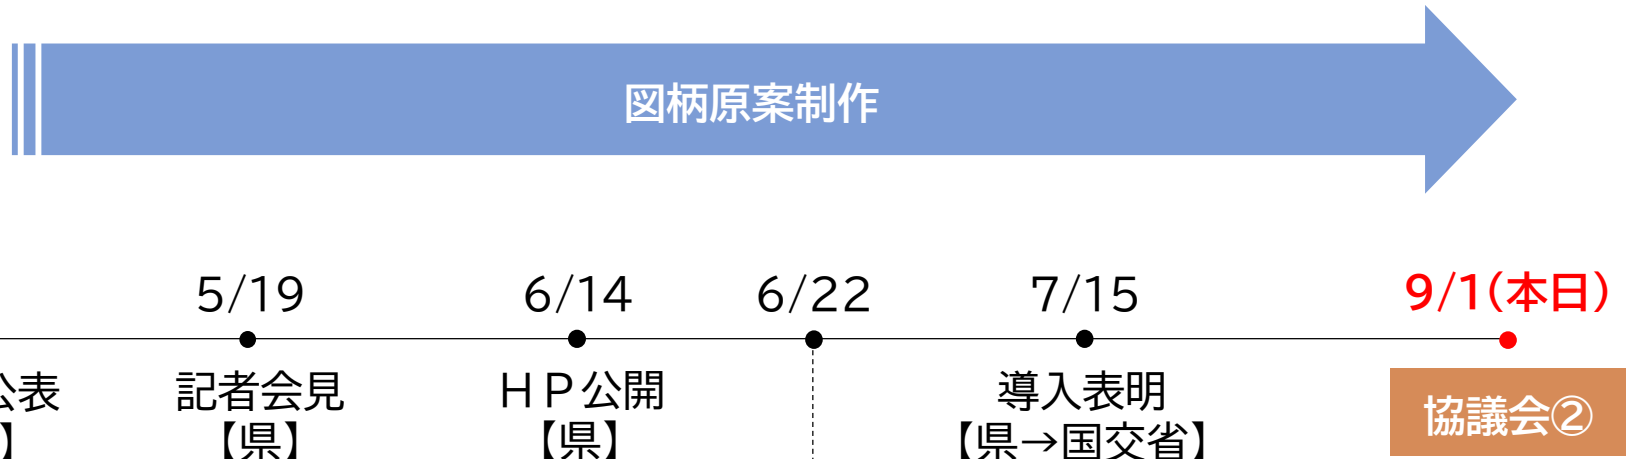 図柄原案制作
5/19
6/14
6/22
7/15
9/1(本日)
公表
】
記者会見
【県】
ＨＰ公開
【県】
導入表明
【県→国交省】
協議会②